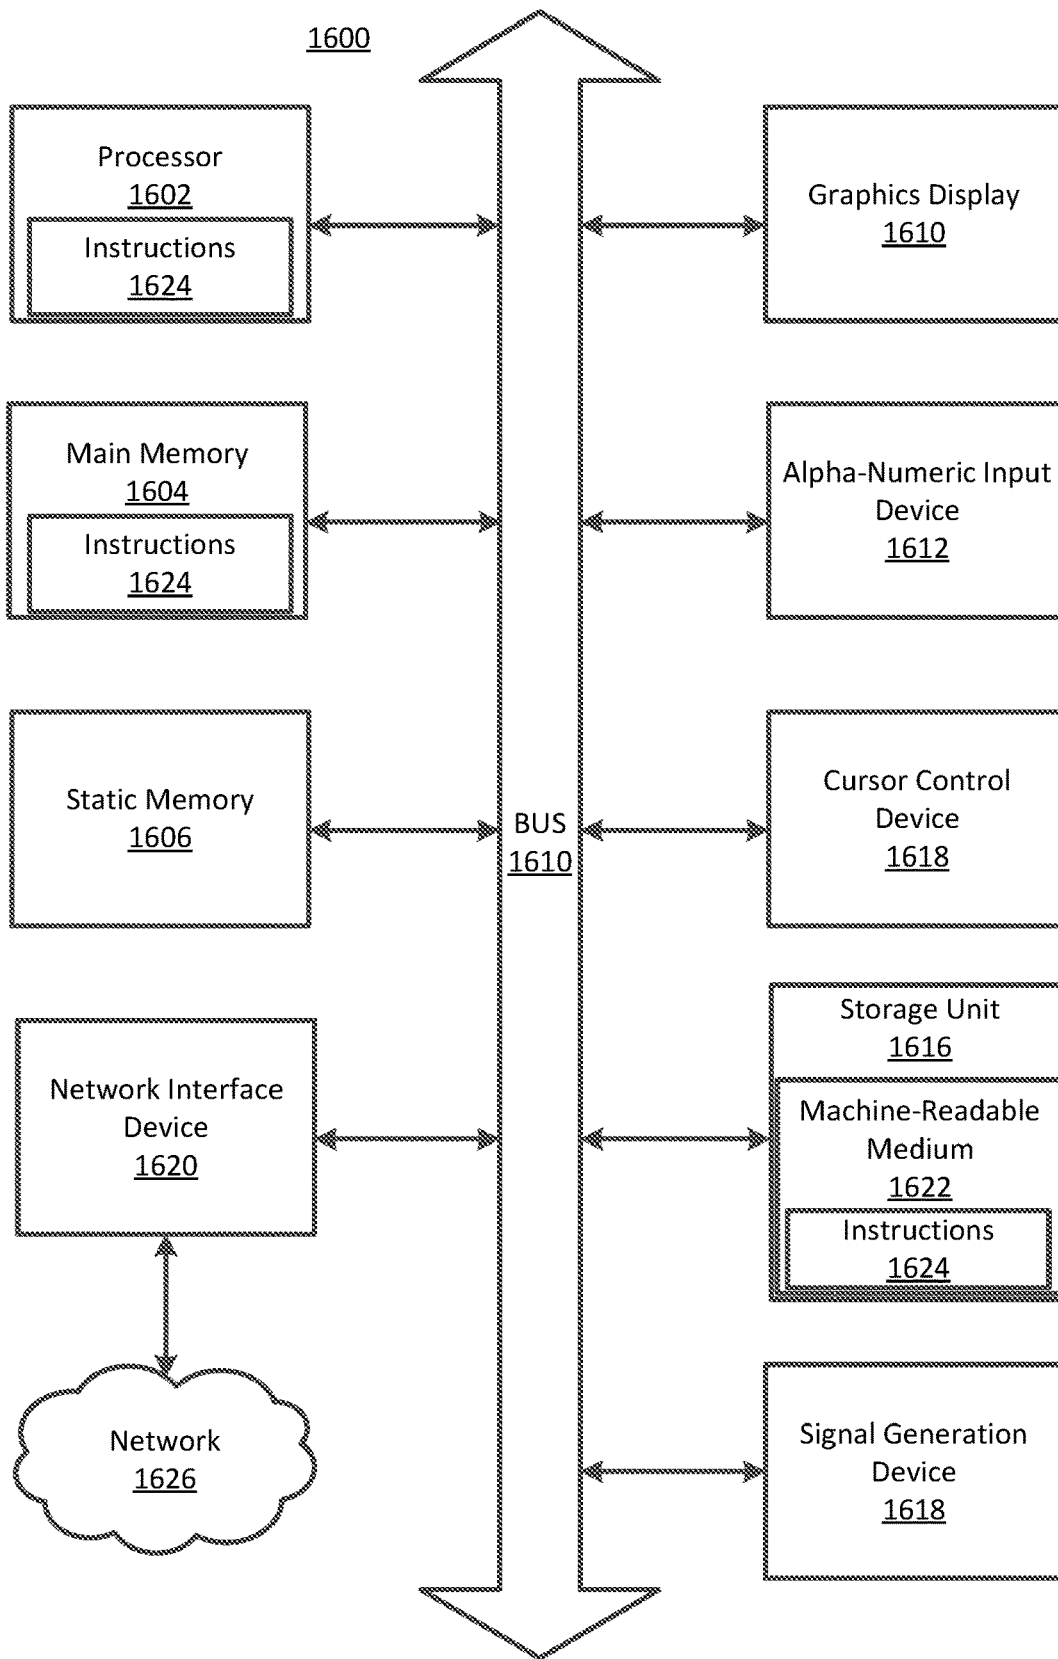 1600
Processor
1602
Instructions
1624
Main Memory
1604
Instructions
1624
Static Memory
1606
Network Interface
Device
1620
Network
1626
BUS
1610
Graphics Display
1610
Alpha-Numeric Input
Device
1612
Cursor Control
Device
1618
Storage Unit
1616
Machine-Readable
Medium
1622
Instructions
1624
Signal Generation
Device
1618